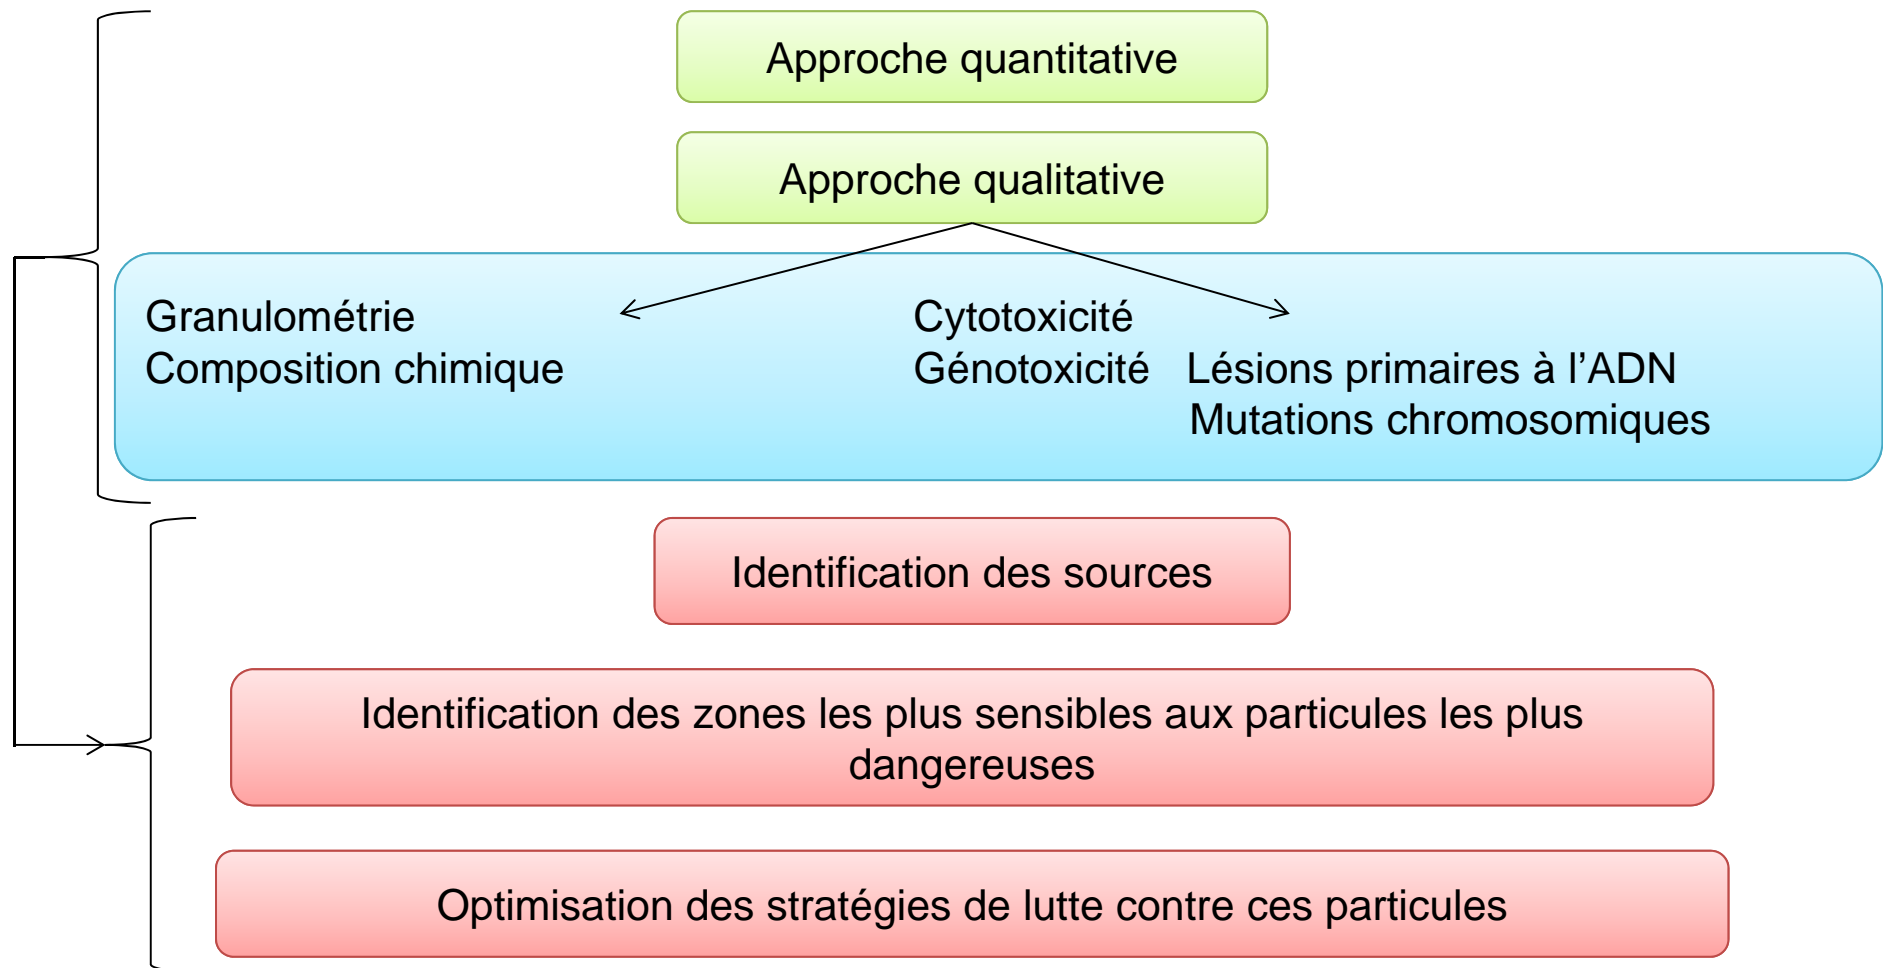 Approche quantitative
Approche qualitative
Granulométrie
Composition chimique
Cytotoxicité
Génotoxicité Lésions primaires à l’ADN
Mutations chromosomiques
Identification des sources
Identification des zones les plus sensibles aux particules les plus
dangereuses
Optimisation des stratégies de lutte contre ces particules